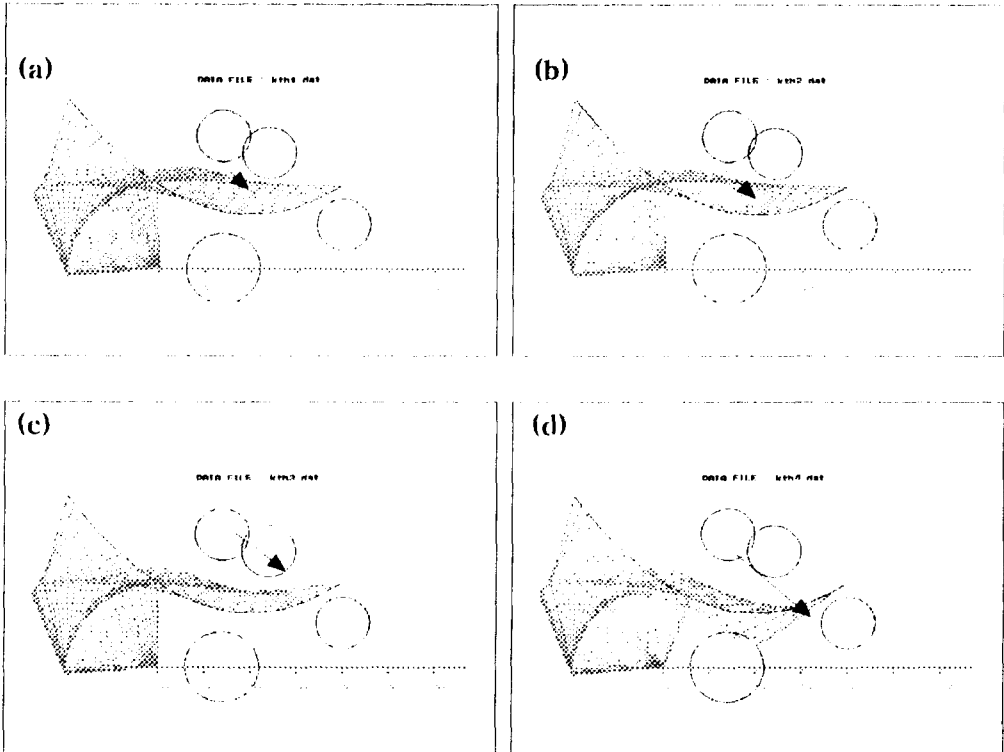 (a)
DATA FILE : kth1 dat
(b)
DATA FILE : kth2 dat
(c)
DATA FILE kth3 dat
(d)
DATA FILE kth4 dat